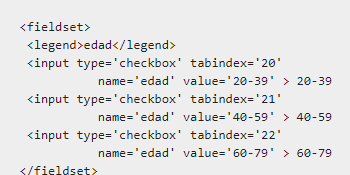 <fieldset>
<legend>edad</legend>
<input type='checkbox' tabindex='20'
name='edad' value='20-39' > 20-39
<input type='checkbox' tabindex='21'
name='edad' value='40-59' > 40-59
<input type='checkbox' tabindex='22'
name='edad' value='60-79' > 60-79
</fieldset>